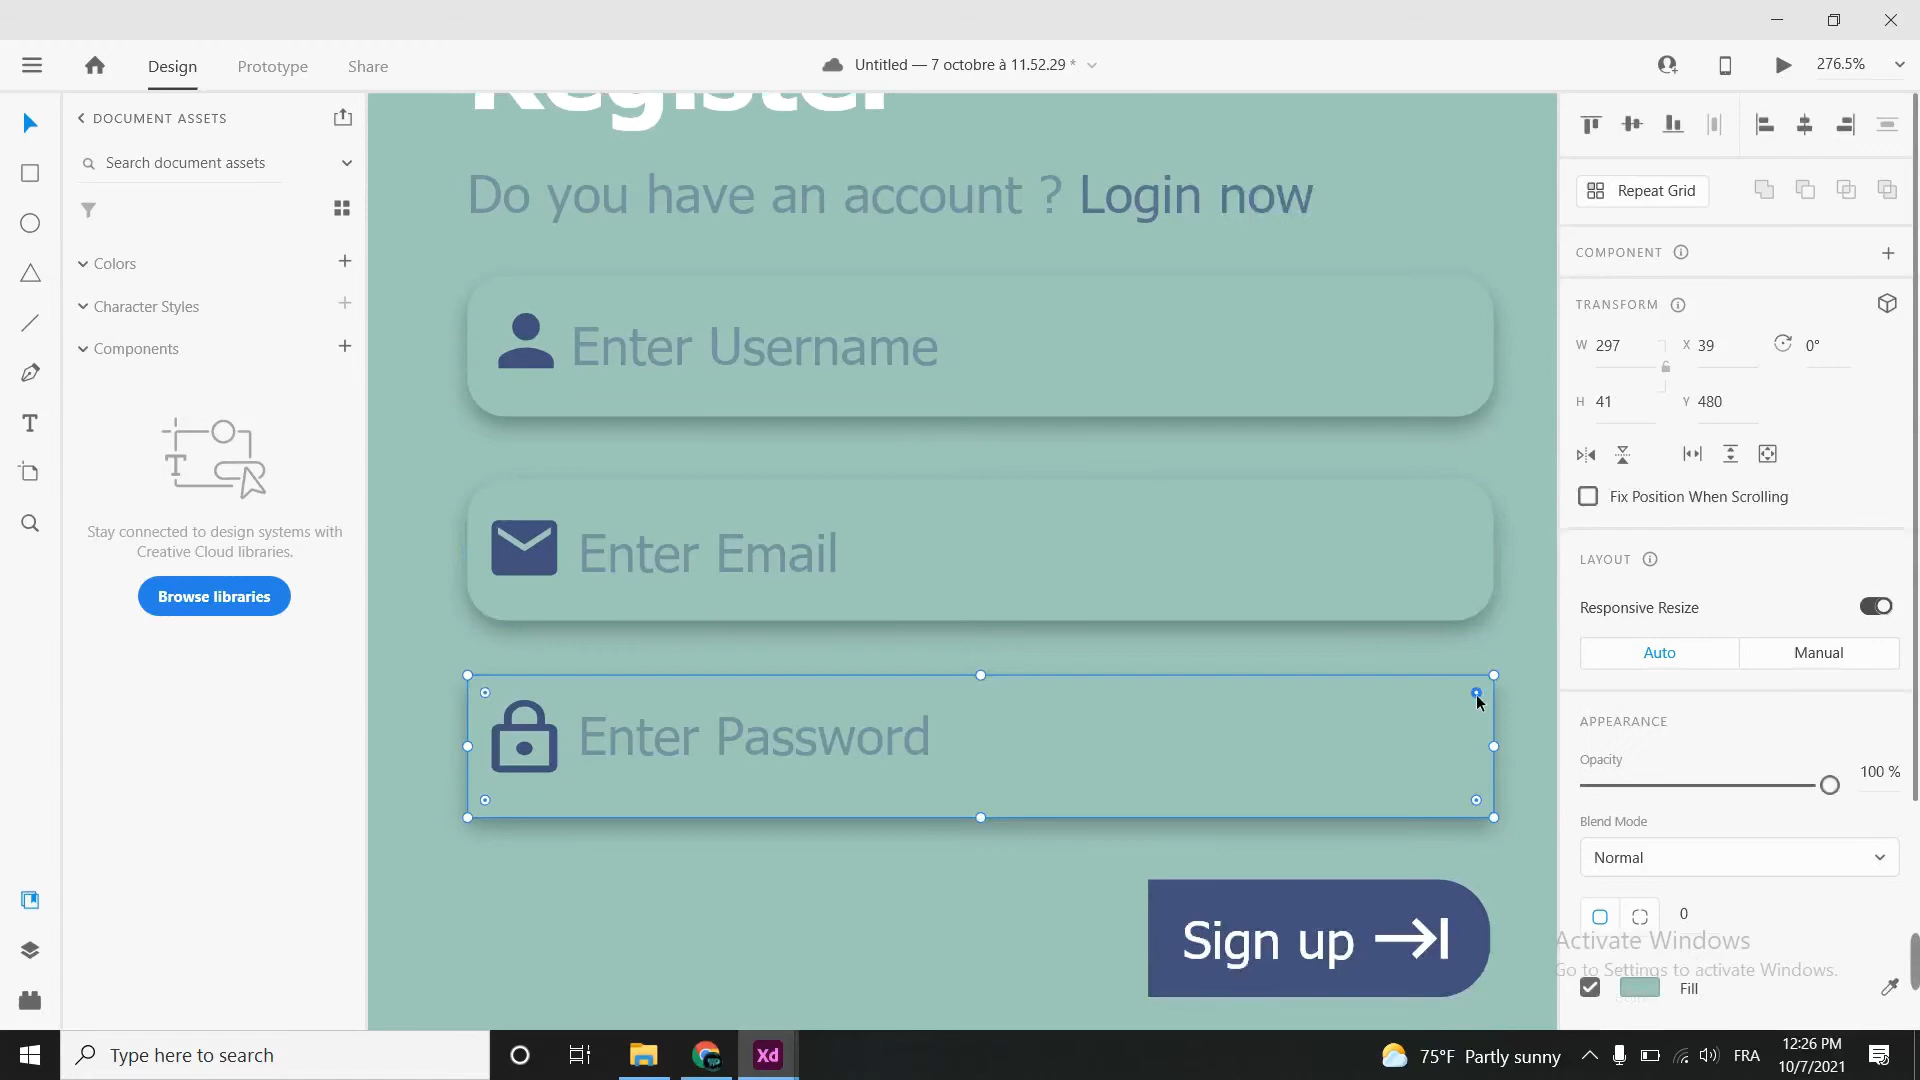 Design
Prototype
Share
Untitled — 7 octobre à 11.52.29 *
276.5%
DOCUMENT ASSETS
Search document assets
Colors
Character Styles
Components
Stay connected to design systems with
Creative Cloud libraries.
Browse libraries
Register
Do you have an account ? Login now
Enter Username
Enter Email
Enter Password
Sign up
Repeat Grid
COMPONENT
TRANSFORM
W 297
X 39
0°
H 41
Y 480
Fix Position When Scrolling
LAYOUT
Responsive Resize
Auto
Manual
APPEARANCE
Opacity
100 %
Blend Mode
Normal
0
Activate Windows
Go to Settings to activate Windows.
Fill
Type here to search
Xd
75°F Partly sunny
FRA
12:26 PM
10/7/2021